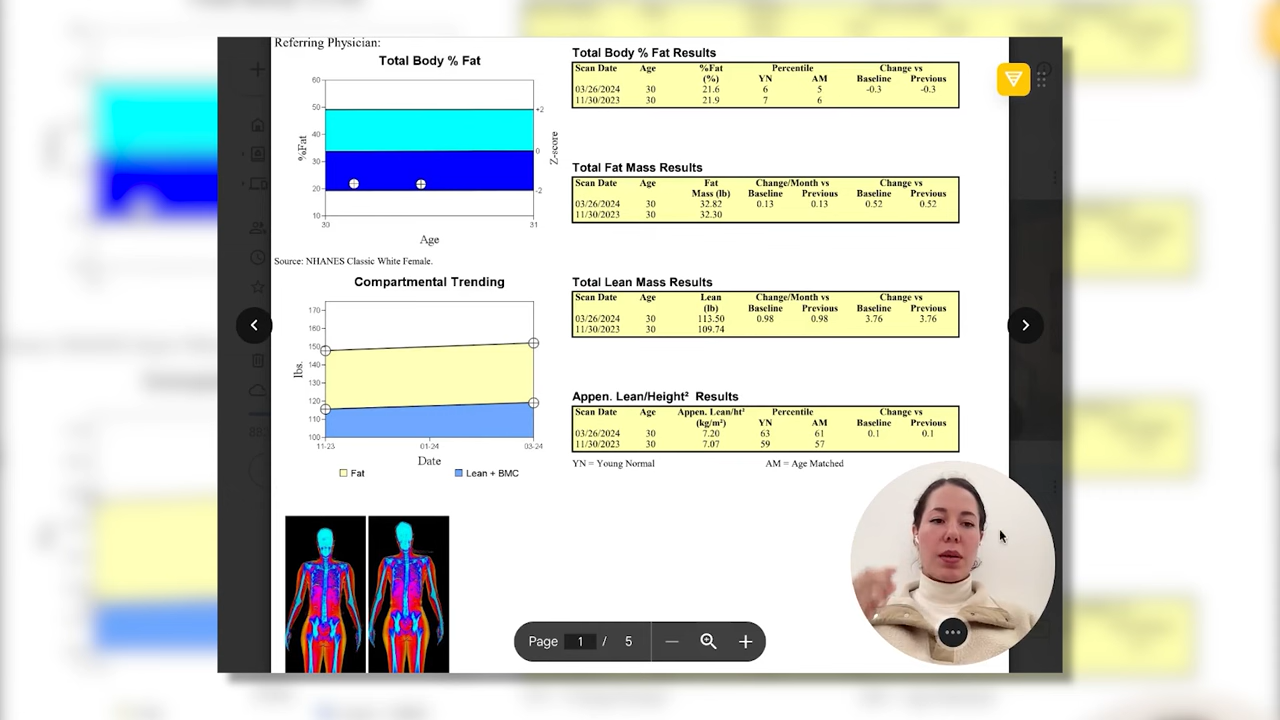 Referring Physician:
Total Body % Fat
60
50
40
30
20
10
%Fat
+2
0
-2
Z-score
30
31
Age
Source: NHANES Classic White Female.
Compartmental Trending
170
160
150
140
130
120
110
100
lbs.
11-23
01-24
03-24
Date
Fat
Lean + BMC
Total Body % Fat Results
Scan Date Age %Fat Percentile Change vs
(%) YN AM Baseline Previous
03/26/2024 30 21.6 6 5 -0.3 -0.3
11/30/2023 30 21.9 7 6
Total Fat Mass Results
Scan Date Age Fat Change/Month vs Change vs
Mass (lb) Baseline Previous Baseline Previous
03/26/2024 30 32.82 0.13 0.13 0.52 0.52
11/30/2023 30 32.30
Total Lean Mass Results
Scan Date Age Lean Change/Month vs Change vs
(lb) Baseline Previous Baseline Previous
03/26/2024 30 113.50 0.98 0.98 3.76 3.76
11/30/2023 30 109.74
Appen. Lean/Height² Results
Scan Date Age Appen. Lean/ht² Percentile Change vs
(kg/m²) YN AM Baseline Previous
03/26/2024 30 7.20 63 61 0.1 0.1
11/30/2023 30 7.07 59 57
YN = Young Normal AM = Age Matched
Page 1 / 5